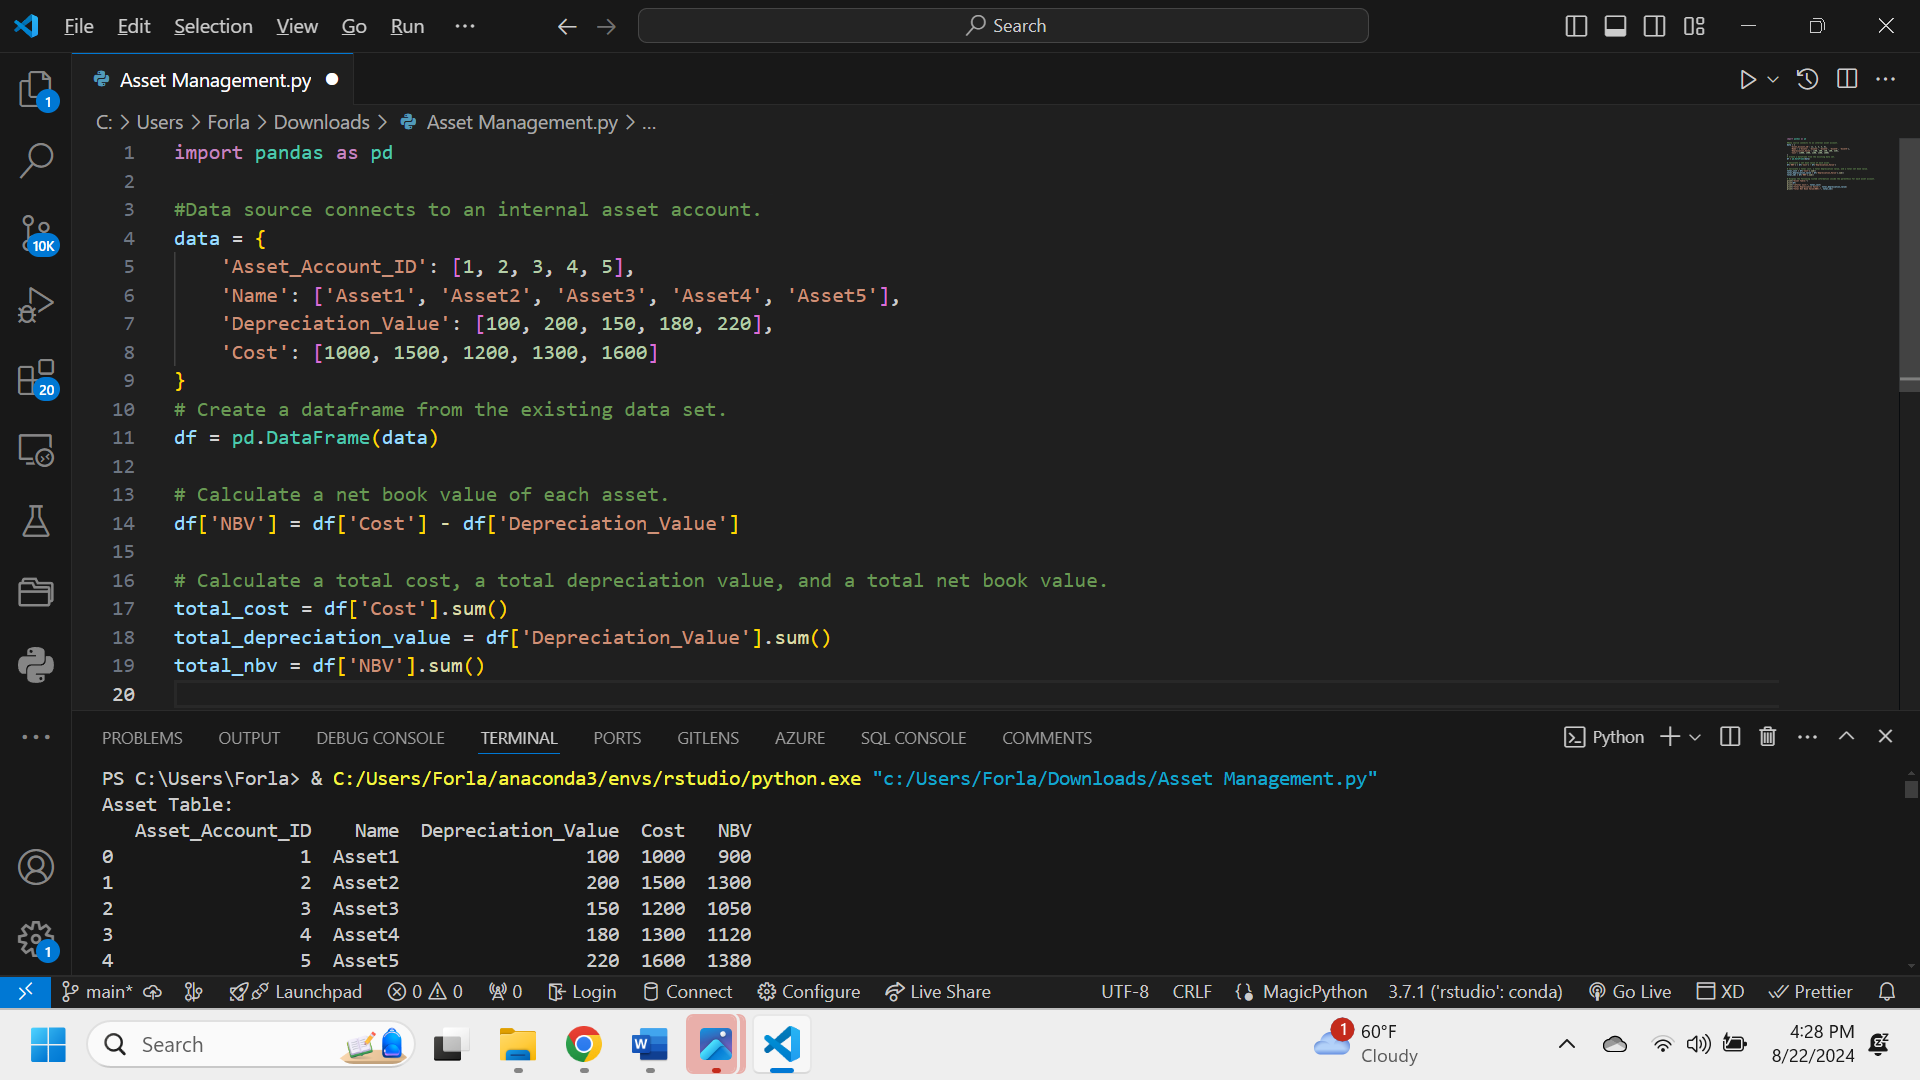 File Edit Selection View Go Run ··· Search
Asset Management.py
1
C: > Users > Forla > Downloads > Asset Management.py > ...
1 import pandas as pd
2
3 #Data source connects to an internal asset account.
4 data = {
5 'Asset_Account_ID': [1, 2, 3, 4, 5],
6 'Name': ['Asset1', 'Asset2', 'Asset3', 'Asset4', 'Asset5'],
7 'Depreciation_Value': [100, 200, 150, 180, 220],
8 'Cost': [1000, 1500, 1200, 1300, 1600]
9 }
10 # Create a dataframe from the existing data set.
11 df = pd.DataFrame(data)
12
13 # Calculate a net book value of each asset.
14 df['NBV'] = df['Cost'] - df['Depreciation_Value']
15
16 # Calculate a total cost, a total depreciation value, and a total net book value.
17 total_cost = df['Cost'].sum()
18 total_depreciation_value = df['Depreciation_Value'].sum()
19 total_nbv = df['NBV'].sum()
20
10K
20
1
PROBLEMS OUTPUT DEBUG CONSOLE TERMINAL PORTS GITLENS AZURE SQL CONSOLE COMMENTS Python
PS C:\Users\Forla> & C:/Users/Forla/anaconda3/envs/rstudio/python.exe "c:/Users/Forla/Downloads/Asset Management.py"
Asset Table:
Asset_Account_ID Name Depreciation_Value Cost NBV
0 1 Asset1 100 1000 900
1 2 Asset2 200 1500 1300
2 3 Asset3 150 1200 1050
3 4 Asset4 180 1300 1120
4 5 Asset5 220 1600 1380
main* Launchpad 0 0 0 Login Connect Configure Live Share UTF-8 CRLF {} MagicPython 3.7.1 ('rstudio': conda) Go Live XD Prettier
Search
1
60°F
Cloudy
4:28 PM
8/22/2024